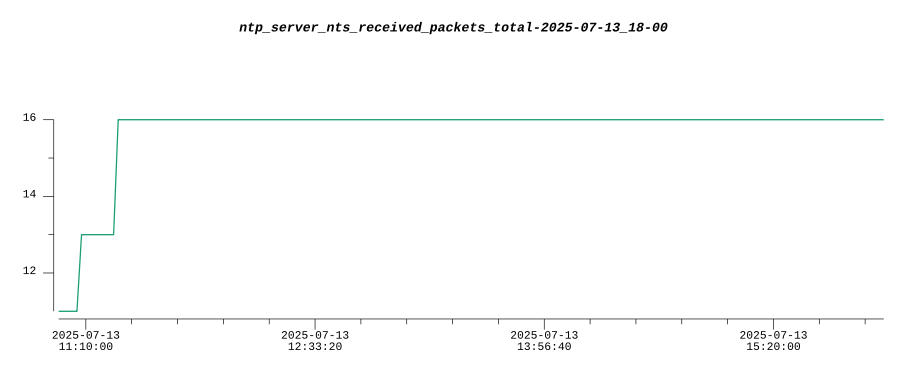 ntp_server_nts_received_packets_total-2025-07-13_18-00
16
14
12
2025-07-13 2025-07-13 2025-07-13 2025-07-13
11:10:00 12:33:20 13:56:40 15:20:00